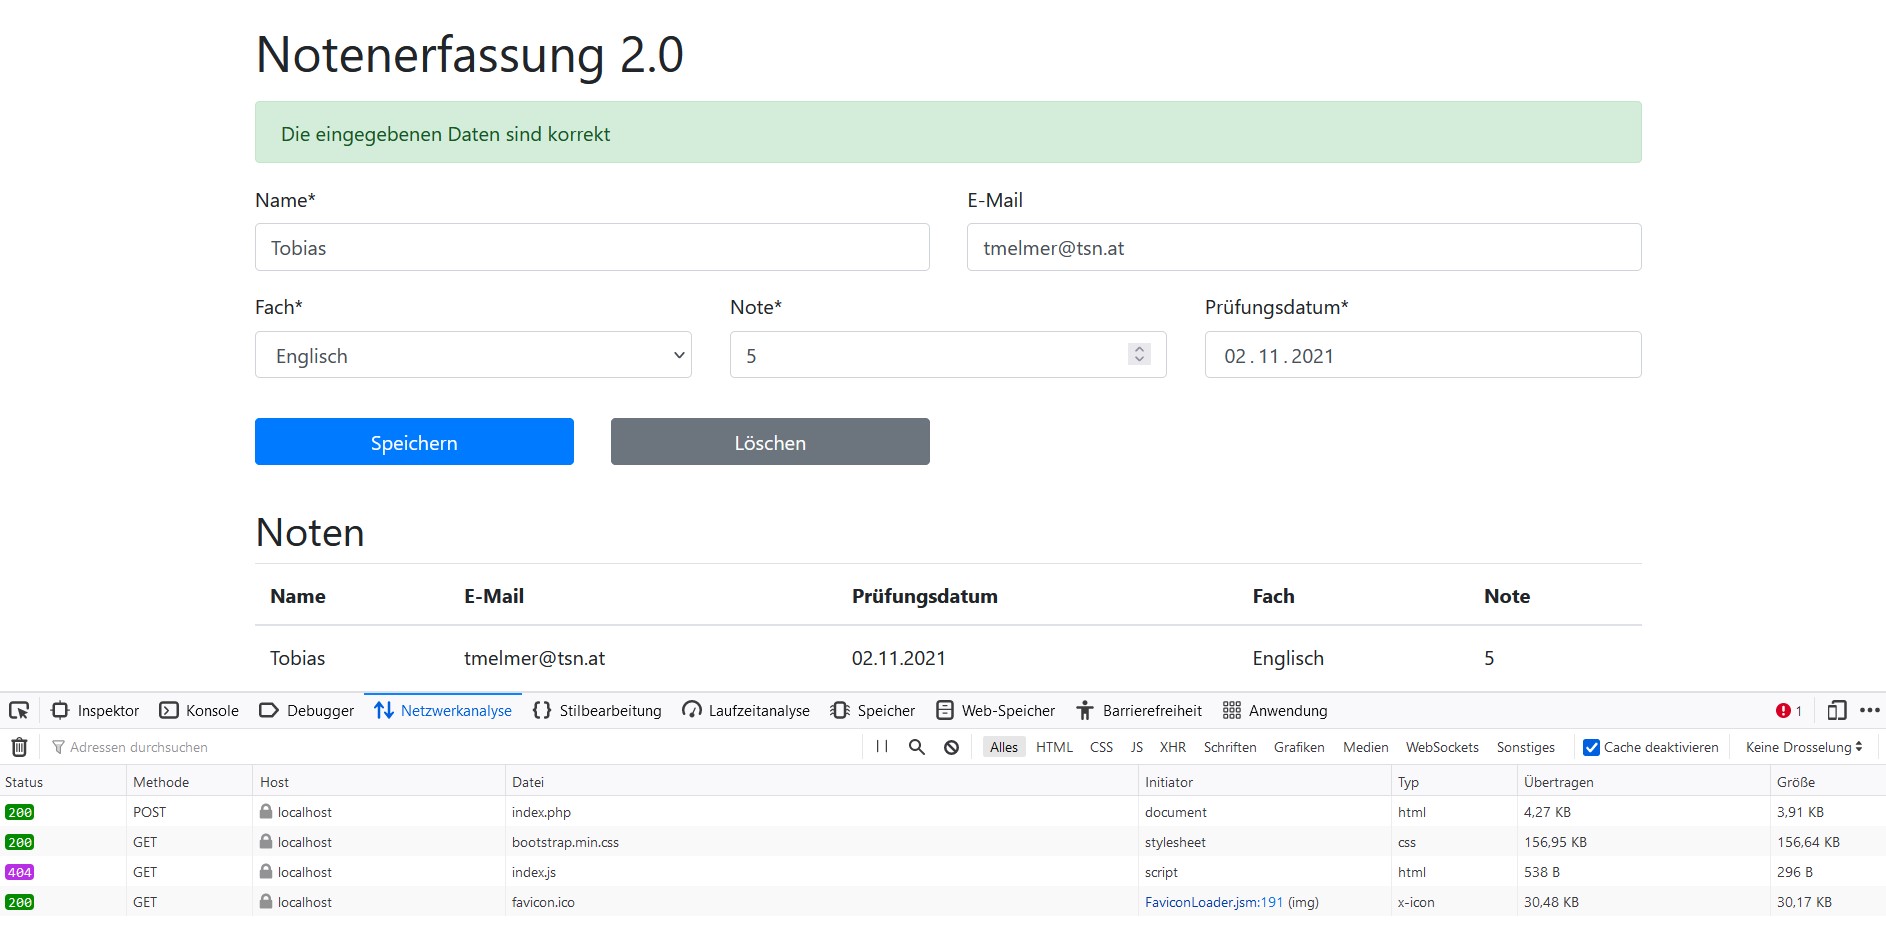 Notenerfassung 2.0
Die eingegebenen Daten sind korrekt
Name* E-Mail
Tobias tmelmer@tsn.at
Fach* Note* Prüfungsdatum*
Englisch 5 02.11.2021
Speichern Löschen
Noten
Name E-Mail Prüfungsdatum Fach Note
Tobias tmelmer@tsn.at 02.11.2021 Englisch 5
Inspektor Konsole Debugger Netzwerkanalyse {} Stilbearbeitung Laufzeitanalyse Speicher Web-Speicher Barrierefreiheit Anwendung 1
Adressen durchsuchen Alles HTML CSS JS XHR Schriften Grafiken Medien WebSockets Sonstiges Cache deaktivieren Keine Drosselung
Status Methode Host Datei Initiator Typ Übertragen Größe
200 POST localhost index.php document html 4,27 KB 3,91 KB
200 GET localhost bootstrap.min.css stylesheet css 156,95 KB 156,64 KB
404 GET localhost index.js script html 538 B 296 B
200 GET localhost favicon.ico FaviconLoader.jsm:191 (img) x-icon 30,48 KB 30,17 KB